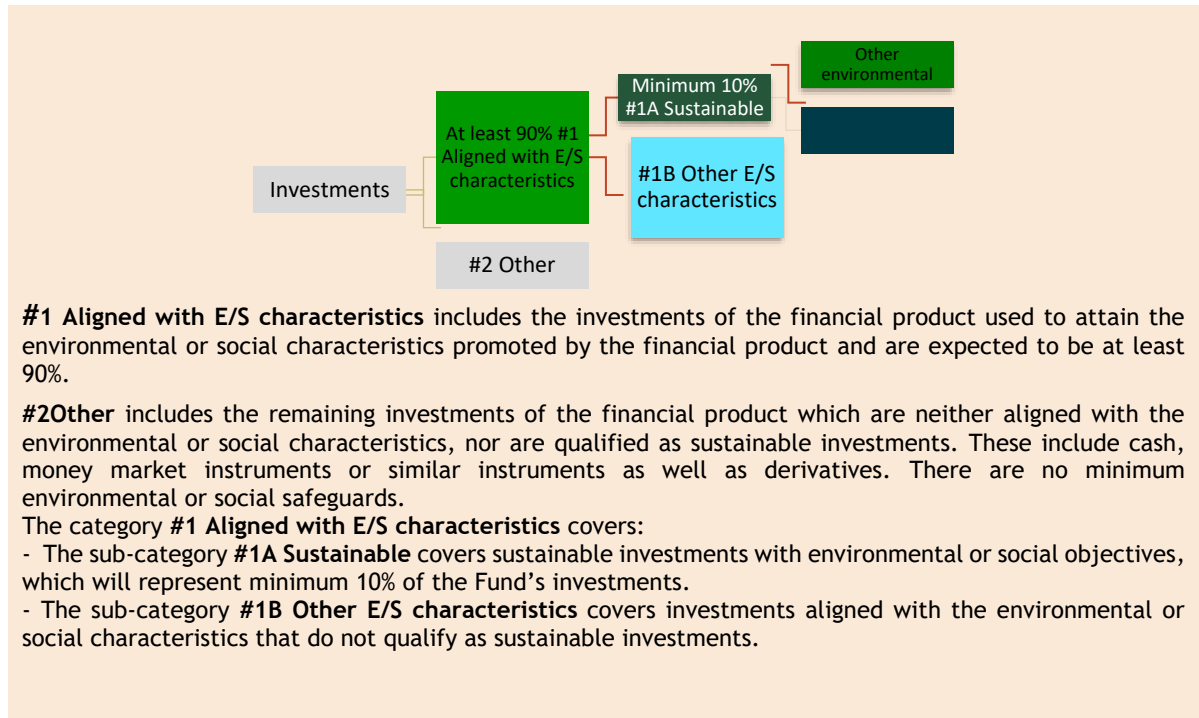 Other
environmental
Minimum 10%
#1A Sustainable
At least 90% #1
Aligned with E/S
characteristics
Investments
#1B Other E/S
characteristics
#2 Other
#1 Aligned with E/S characteristics includes the investments of the financial product used to attain the
environmental or social characteristics promoted by the financial product and are expected to be at least
90%.
#2Other includes the remaining investments of the financial product which are neither aligned with the
environmental or social characteristics, nor are qualified as sustainable investments. These include cash,
money market instruments or similar instruments as well as derivatives. There are no minimum
environmental or social safeguards.
The category #1 Aligned with E/S characteristics covers:
- The sub-category #1A Sustainable covers sustainable investments with environmental or social objectives,
which will represent minimum 10% of the Fund’s investments.
- The sub-category #1B Other E/S characteristics covers investments aligned with the environmental or
social characteristics that do not qualify as sustainable investments.